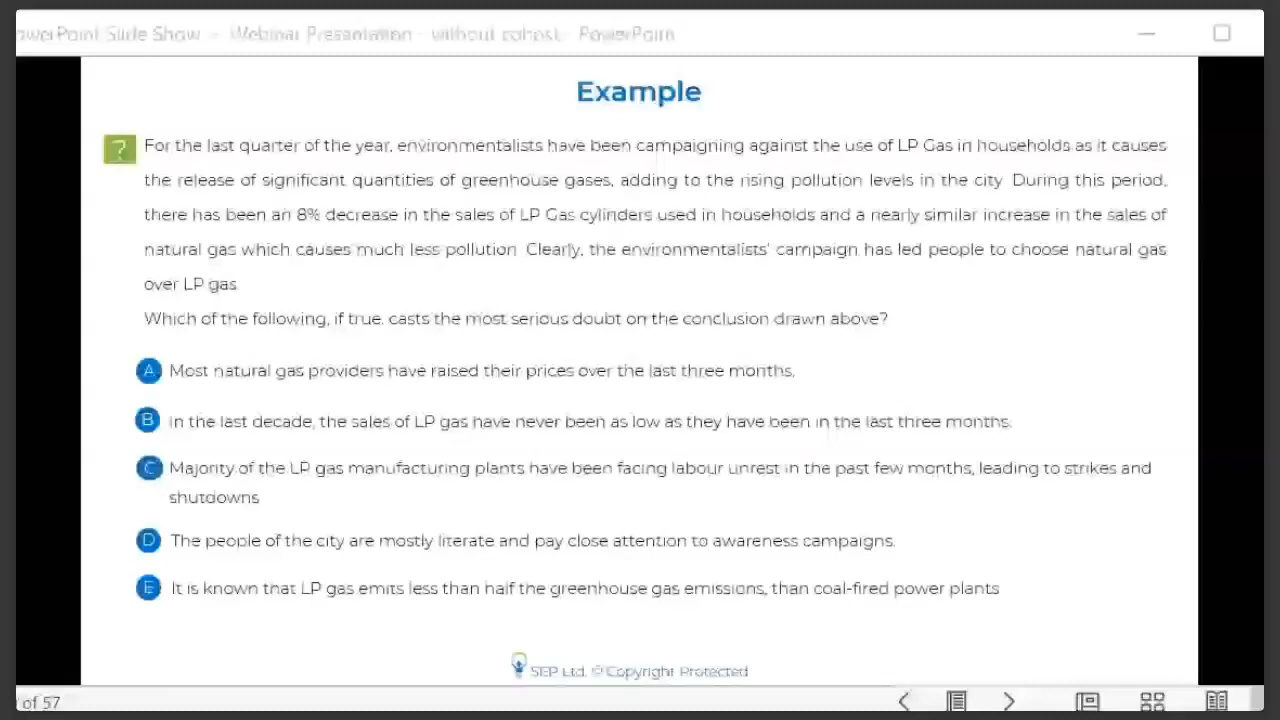 owerPoint Slide Show - Webinar Presentation - without cohost - PowerPoin
Example
?
For the last quarter of the year, environmentalists have been campaigning against the use of LP Gas in households as it causes
the release of significant quantities of greenhouse gases, adding to the rising pollution levels in the city. During this period,
there has been an 8% decrease in the sales of LP Gas cylinders used in households and a nearly similar increase in the sales of
natural gas which causes much less pollution. Clearly, the environmentalists' campaign has led people to choose natural gas
over LP gas.
Which of the following, if true, casts the most serious doubt on the conclusion drawn above?
A Most natural gas providers have raised their prices over the last three months.
B In the last decade, the sales of LP gas have never been as low as they have been in the last three months.
C Majority of the LP gas manufacturing plants have been facing labour unrest in the past few months, leading to strikes and
shutdowns
D The people of the city are mostly literate and pay close attention to awareness campaigns.
E It is known that LP gas emits less than half the greenhouse gas emissions, than coal-fired power plants
SEP Ltd. © Copyright Protected
of 57